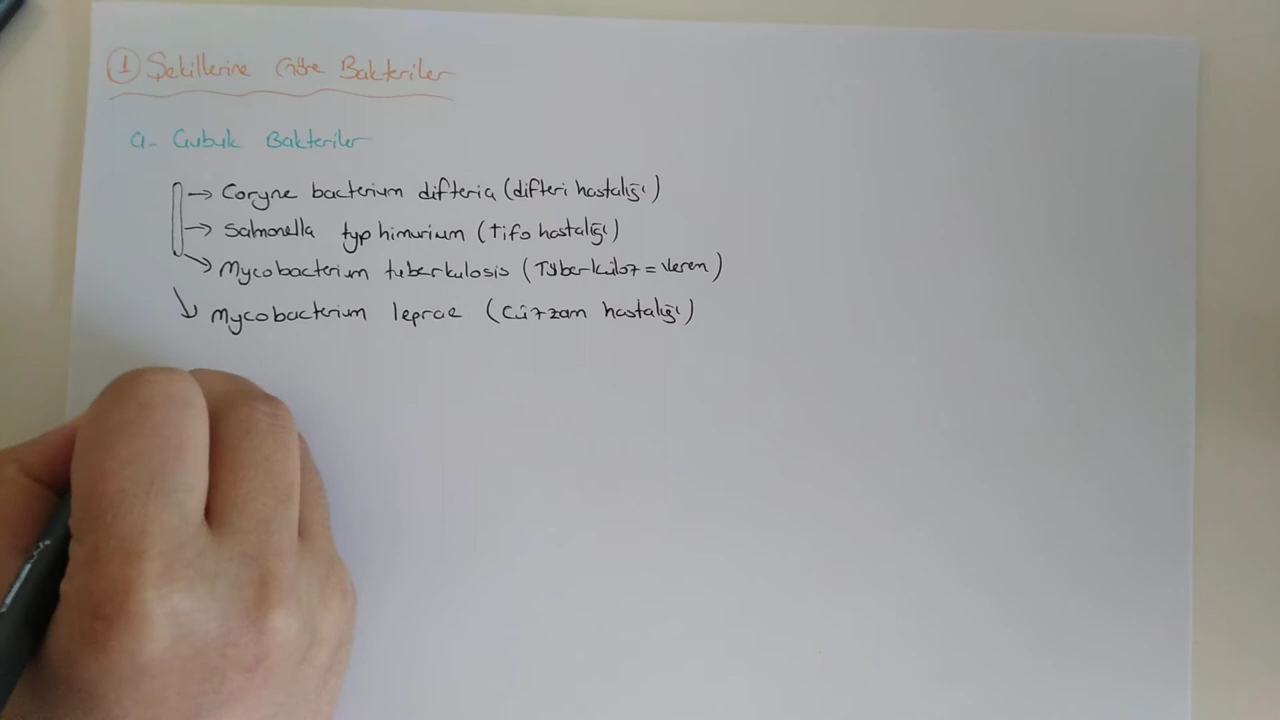 ① Şekillerine Göre Bakteriler
a- Çubuk Bakteriler
→ Coryne bacterium difteria (difteri hastalığı)
→ Salmonella typhimurium (tifo hastalığı)
→ Mycobacterium tuberkulosis (Tüberküloz = Verem)
↘ Mycobacterium leprae (Cüzzam hastalığı)